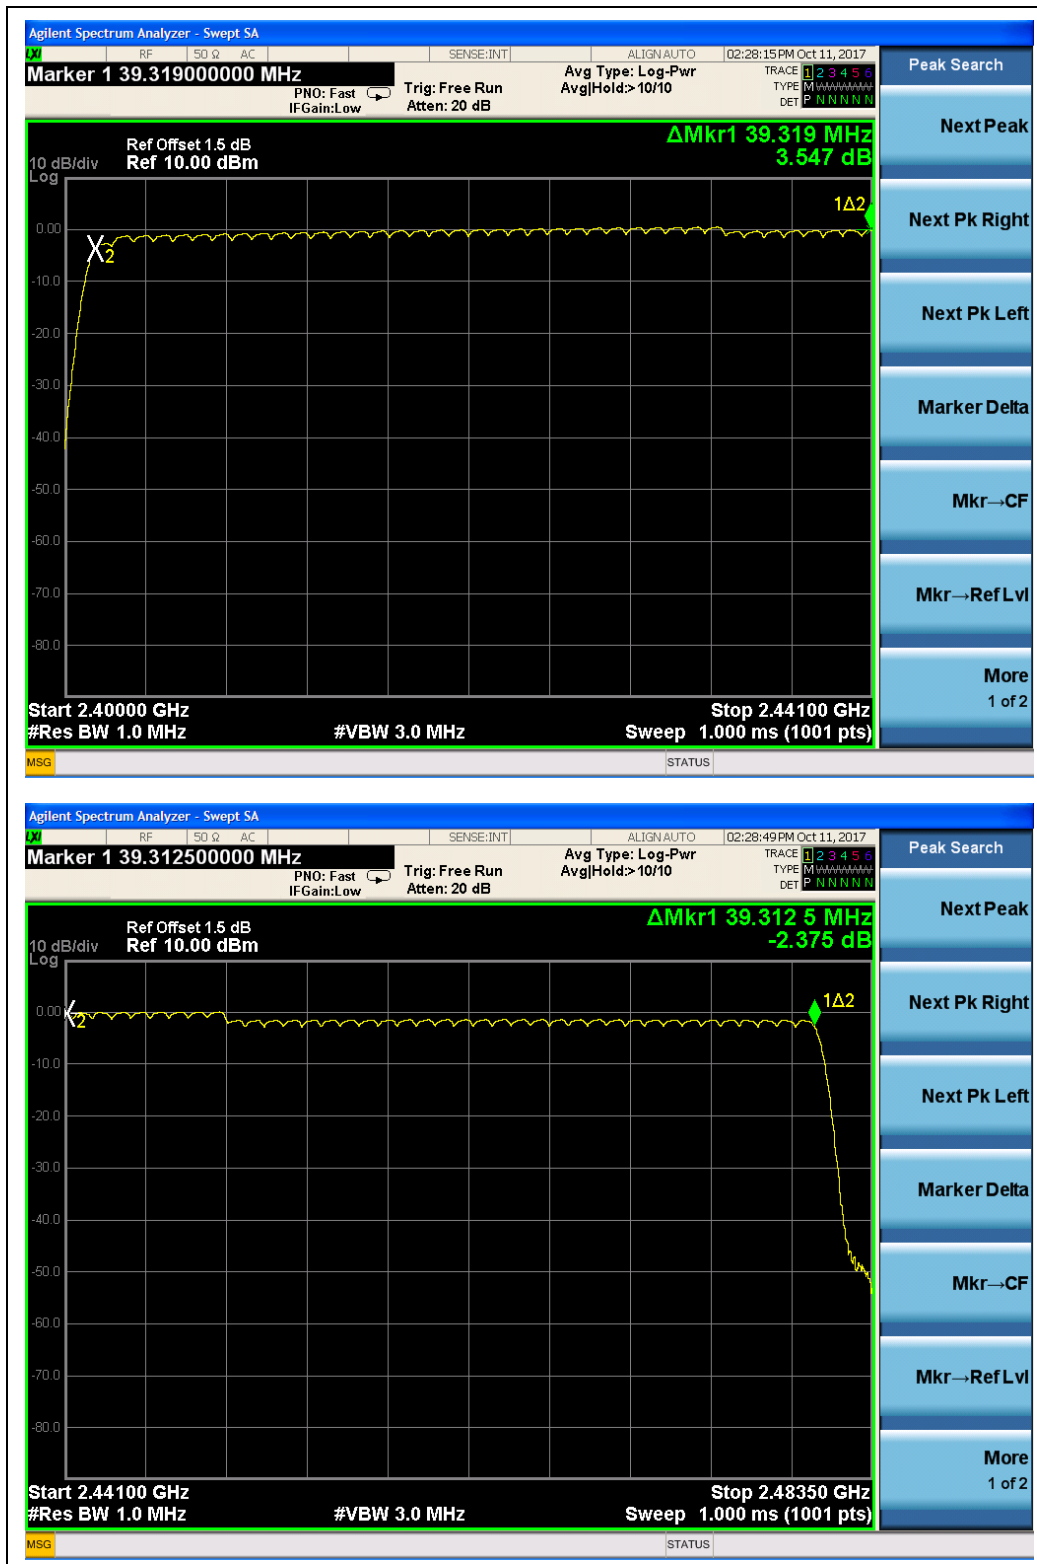 Agilent Spectrum Analyzer - Swept SA
LXI RF 50 Ω AC SENSE:INT ALIGN AUTO 02:28:15 PM Oct 11, 2017
Marker 1 39.319000000 MHz
PNO: Fast Trig: Free Run Avg Type: Log-Pwr TRACE 1 2 3 4 5 6
IFGain:Low Atten: 20 dB Avg|Hold:>10/10 TYPE M WWWWW
DET P N N N N N
ΔMkr1 39.319 MHz
3.547 dB
Ref Offset 1.5 dB
10 dB/div Ref 10.00 dBm
Log
1Δ2
0.00
2
-10.0
-20.0
-30.0
-40.0
-50.0
-60.0
-70.0
-80.0
Start 2.40000 GHz Stop 2.44100 GHz
#Res BW 1.0 MHz #VBW 3.0 MHz Sweep 1.000 ms (1001 pts)
MSG STATUS
Peak Search
Next Peak
Next Pk Right
Next Pk Left
Marker Delta
Mkr→CF
Mkr→Ref Lvl
More
1 of 2
Agilent Spectrum Analyzer - Swept SA
LXI RF 50 Ω AC SENSE:INT ALIGN AUTO 02:28:49 PM Oct 11, 2017
Marker 1 39.312500000 MHz
PNO: Fast Trig: Free Run Avg Type: Log-Pwr TRACE 1 2 3 4 5 6
IFGain:Low Atten: 20 dB Avg|Hold:>10/10 TYPE M WWWWW
DET P N N N N N
ΔMkr1 39.312 5 MHz
-2.375 dB
Ref Offset 1.5 dB
10 dB/div Ref 10.00 dBm
Log
1Δ2
0.00
2
-10.0
-20.0
-30.0
-40.0
-50.0
-60.0
-70.0
-80.0
Start 2.44100 GHz Stop 2.48350 GHz
#Res BW 1.0 MHz #VBW 3.0 MHz Sweep 1.000 ms (1001 pts)
MSG STATUS
Peak Search
Next Peak
Next Pk Right
Next Pk Left
Marker Delta
Mkr→CF
Mkr→Ref Lvl
More
1 of 2